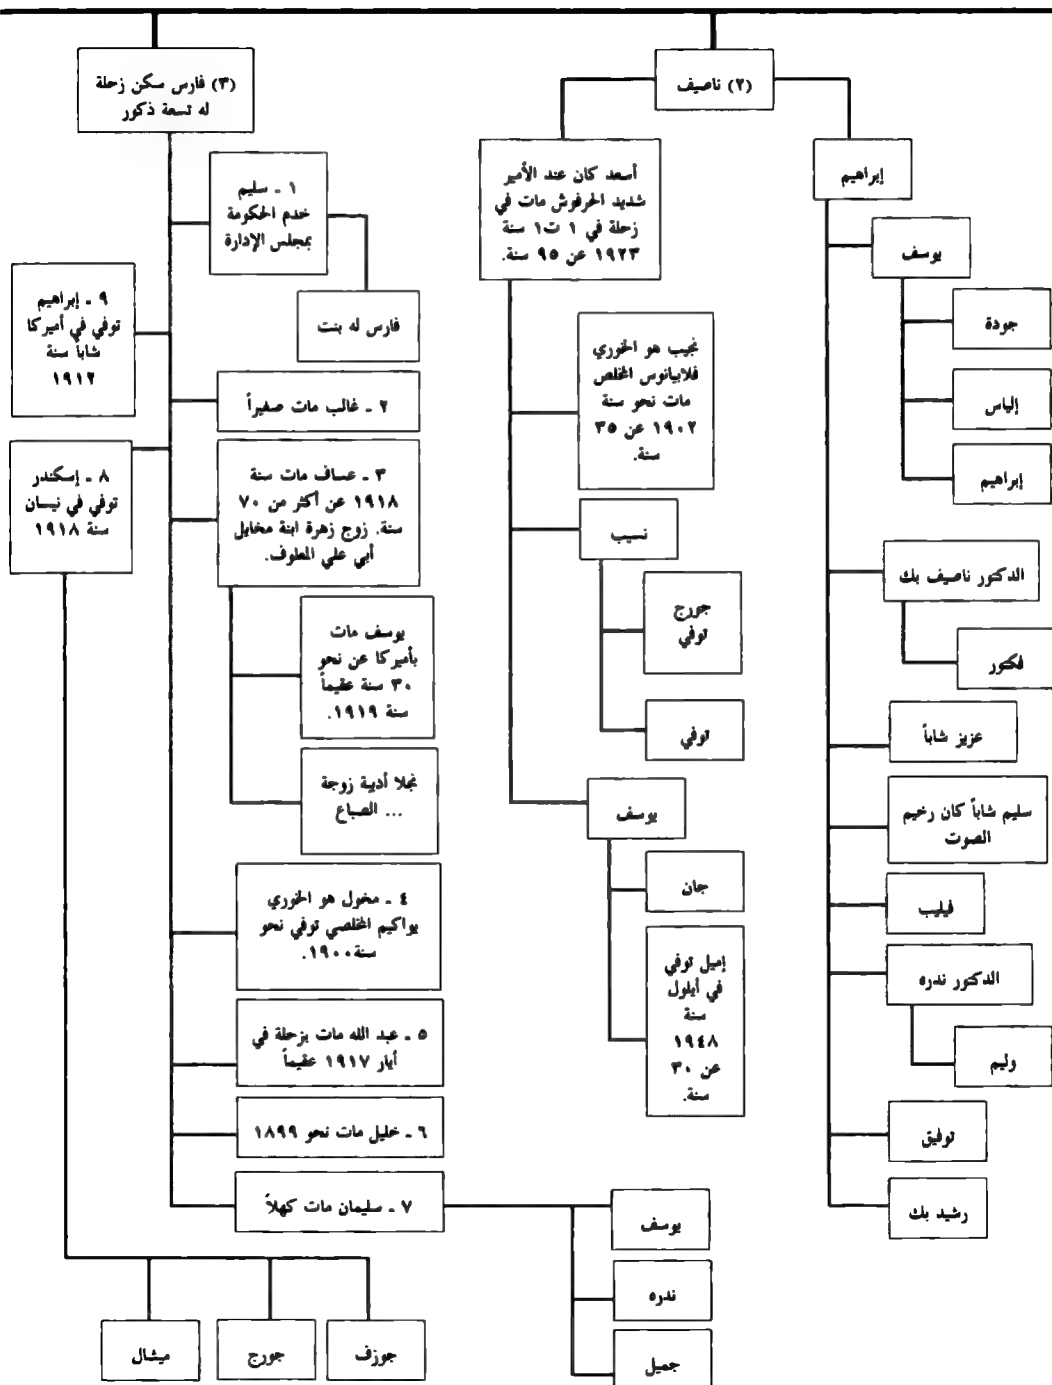 (٢) ناصيف
إبراهيم
يوسف
جودة
إلياس
إبراهيم
الدكتور ناصيف بك
فكتور
عزيز شاباً
سليم شاباً كان رخيم
الصوت
فيليب
الدكتور ندره
وليم
توفيق
رشيد بك
أسعد كان عند الأمير
شديد الحرفوش مات في
زحلة في ١ ت١ سنة
١٩٢٣ عن ٩٥ سنة.
نجيب هو الخوري
فلابيانوس المخلص
مات نحو سنة
١٩٠٢ عن ٣٥
سنة.
نسيب
جورج
توفي
توفي
يوسف
جان
إميل توفي
في أيلول
سنة
١٩٤٨
عن ٣٠
سنة.
(٣) فارس سكن زحلة
له تسعة ذكور
١ ـ سليم
خدم الحكومة
بمجلس الإدارة
فارس له بنت
٢ ـ غالب مات صغيراً
٣ ـ عساف مات سنة
١٩١٨ عن أكثر من ٧٠
سنة. زوج زهرة ابنة مخايل
أبي علي المعلوف.
يوسف مات
بأميركا عن نحو
٣٠ سنة عقيماً
سنة ١٩١٩.
نجلا أديبة زوجة
... الصباغ
٤ ـ مخول هو الخوري
يواكيم المخلصي توفي نحو
سنة ١٩٠٠.
٥ ـ عبد الله مات بزحلة في
أيار ١٩١٧ عقيماً
٦ ـ خليل مات نحو ١٨٩٩
٧ ـ سليمان مات كهلاً
يوسف
ندره
جميل
٨ ـ إسكندر
توفي في نيسان
سنة ١٩١٨
جوزف
جورج
ميشال
٩ ـ إبراهيم
توفي في أميركا
شاباً سنة
١٩١٢